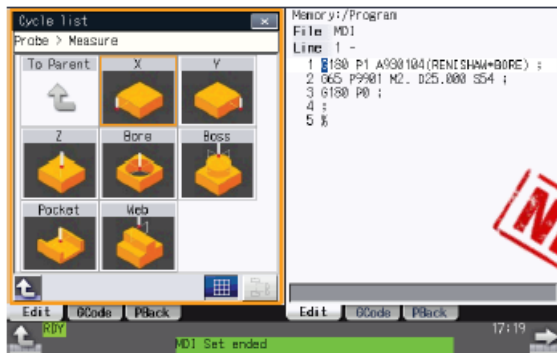 Cycle list
Probe > Measure
To Parent X Y
Z Bore Boss
Pocket Web
Edit GCode PBack
Memory:/Program
File MDI
Line 1 -
1 G180 P1 A990104(RENISHAW*BORE) ;
2 G65 P9901 M2. D25.000 S54 ;
3 G180 P0 ;
4 ;
5 %
Edit GCode PBack
RDY
17:19
MDI Set ended